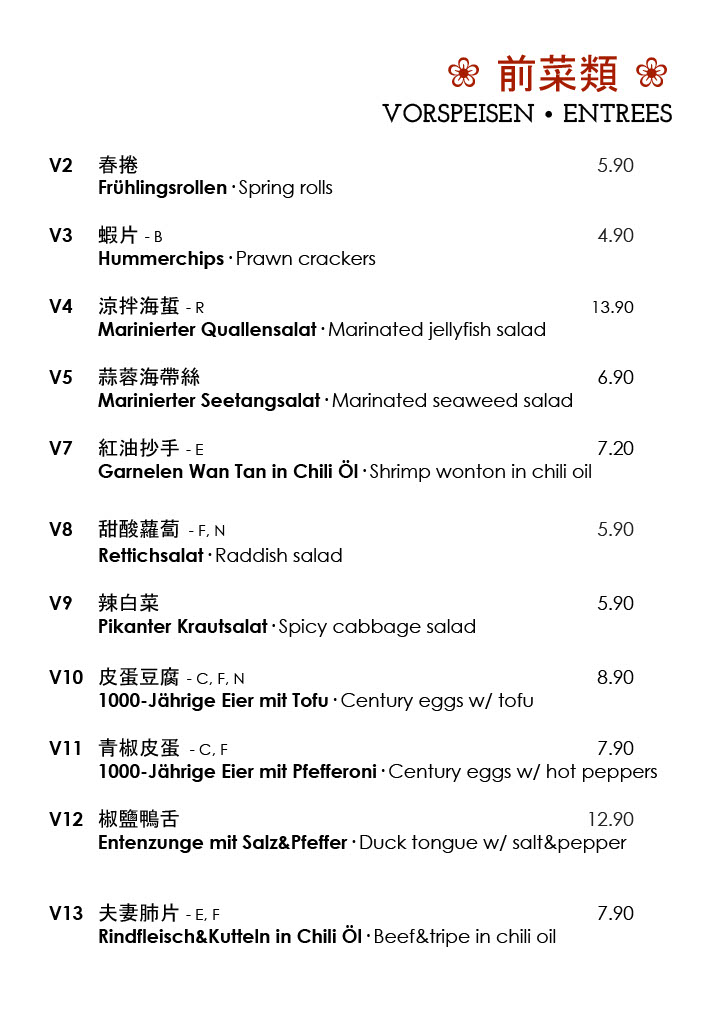 前菜類
VORSPEISEN • ENTREES
V2 春捲 5.90
Frühlingsrollen·Spring rolls
V3 蝦片 - B 4.90
Hummerchips·Prawn crackers
V4 涼拌海蜇 - R 13.90
Marinierter Quallensalat·Marinated jellyfish salad
V5 蒜蓉海帶絲 6.90
Marinierter Seetangsalat·Marinated seaweed salad
V7 紅油抄手 - E 7.20
Garnelen Wan Tan in Chili Öl·Shrimp wonton in chili oil
V8 甜酸蘿蔔 - F, N 5.90
Rettichsalat·Raddish salad
V9 辣白菜 5.90
Pikanter Krautsalat·Spicy cabbage salad
V10 皮蛋豆腐 - C, F, N 8.90
1000-Jährige Eier mit Tofu·Century eggs w/ tofu
V11 青椒皮蛋 - C, F 7.90
1000-Jährige Eier mit Pfefferoni·Century eggs w/ hot peppers
V12 椒鹽鴨舌 12.90
Entenzunge mit Salz&Pfeffer·Duck tongue w/ salt&pepper
V13 夫妻肺片 - E, F 7.90
Rindfleisch&Kutteln in Chili Öl·Beef&tripe in chili oil